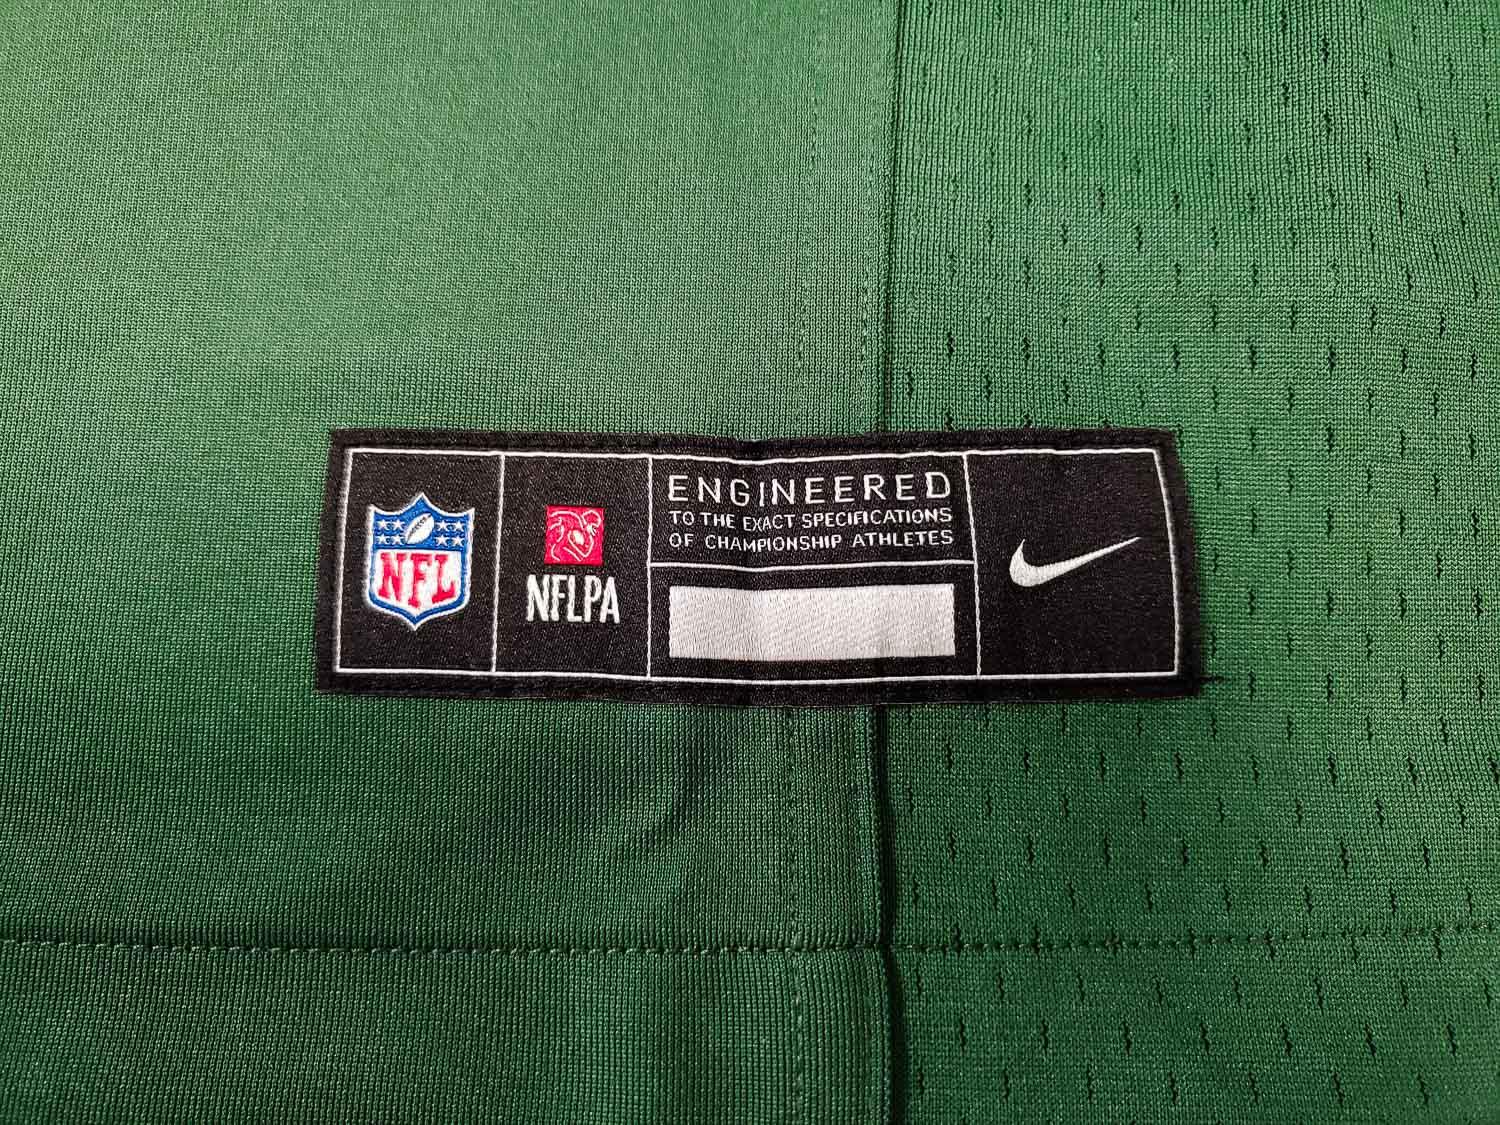 NFL
NFLPA
ENGINEERED
TO THE EXACT SPECIFICATIONS
OF CHAMPIONSHIP ATHLETES